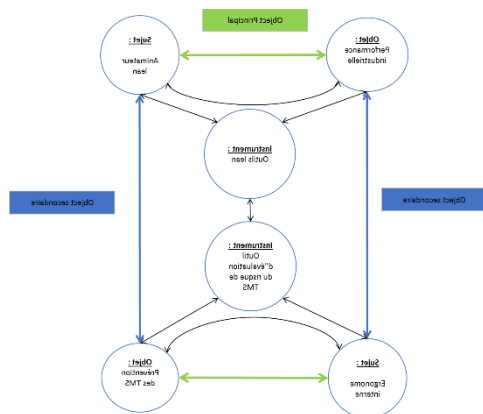 Object Principal
Objet :
Performance
industrielle
Sujet :
Animateur
lean
Instrument :
Outils lean
Object secondaire
Object secondaire
Instrument :
Outil
d''évaluation
du risque de
TMS
Sujet :
Ergonome
interne
Objet :
Prévention
des TMS